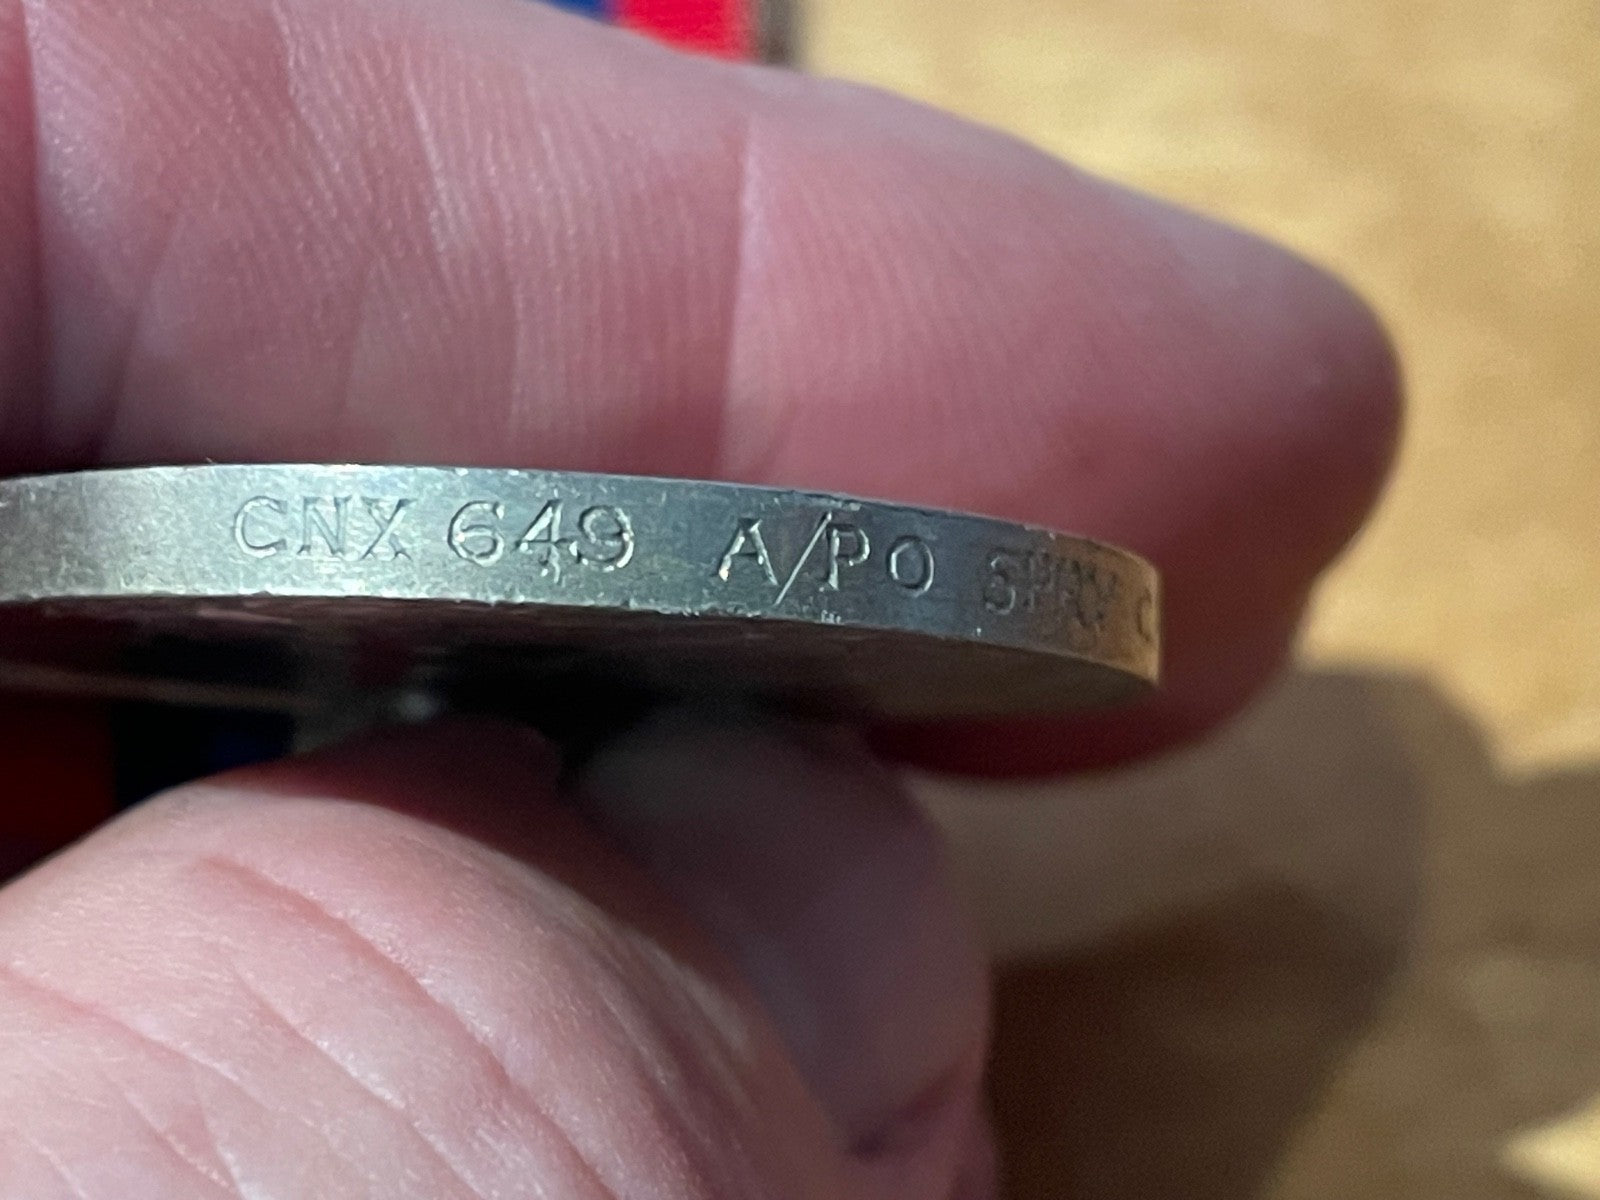 CNX 649 A/PO